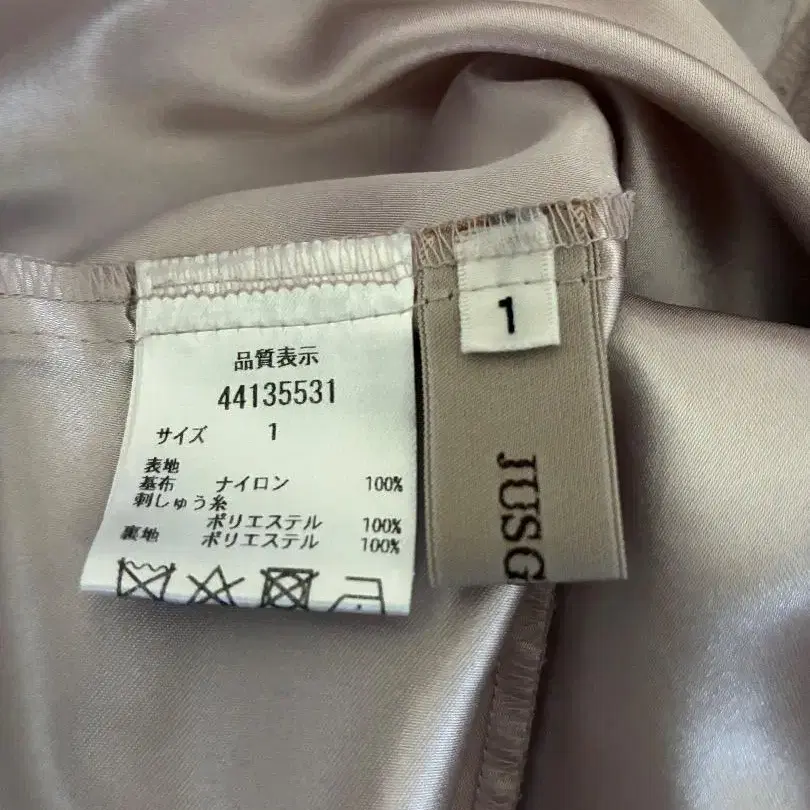 品質表示
44135531
サイズ 1
表地
基布 ナイロン 100%
刺しゅう糸
ポリエステル 100%
裏地 ポリエステル 100%
1
JUSG